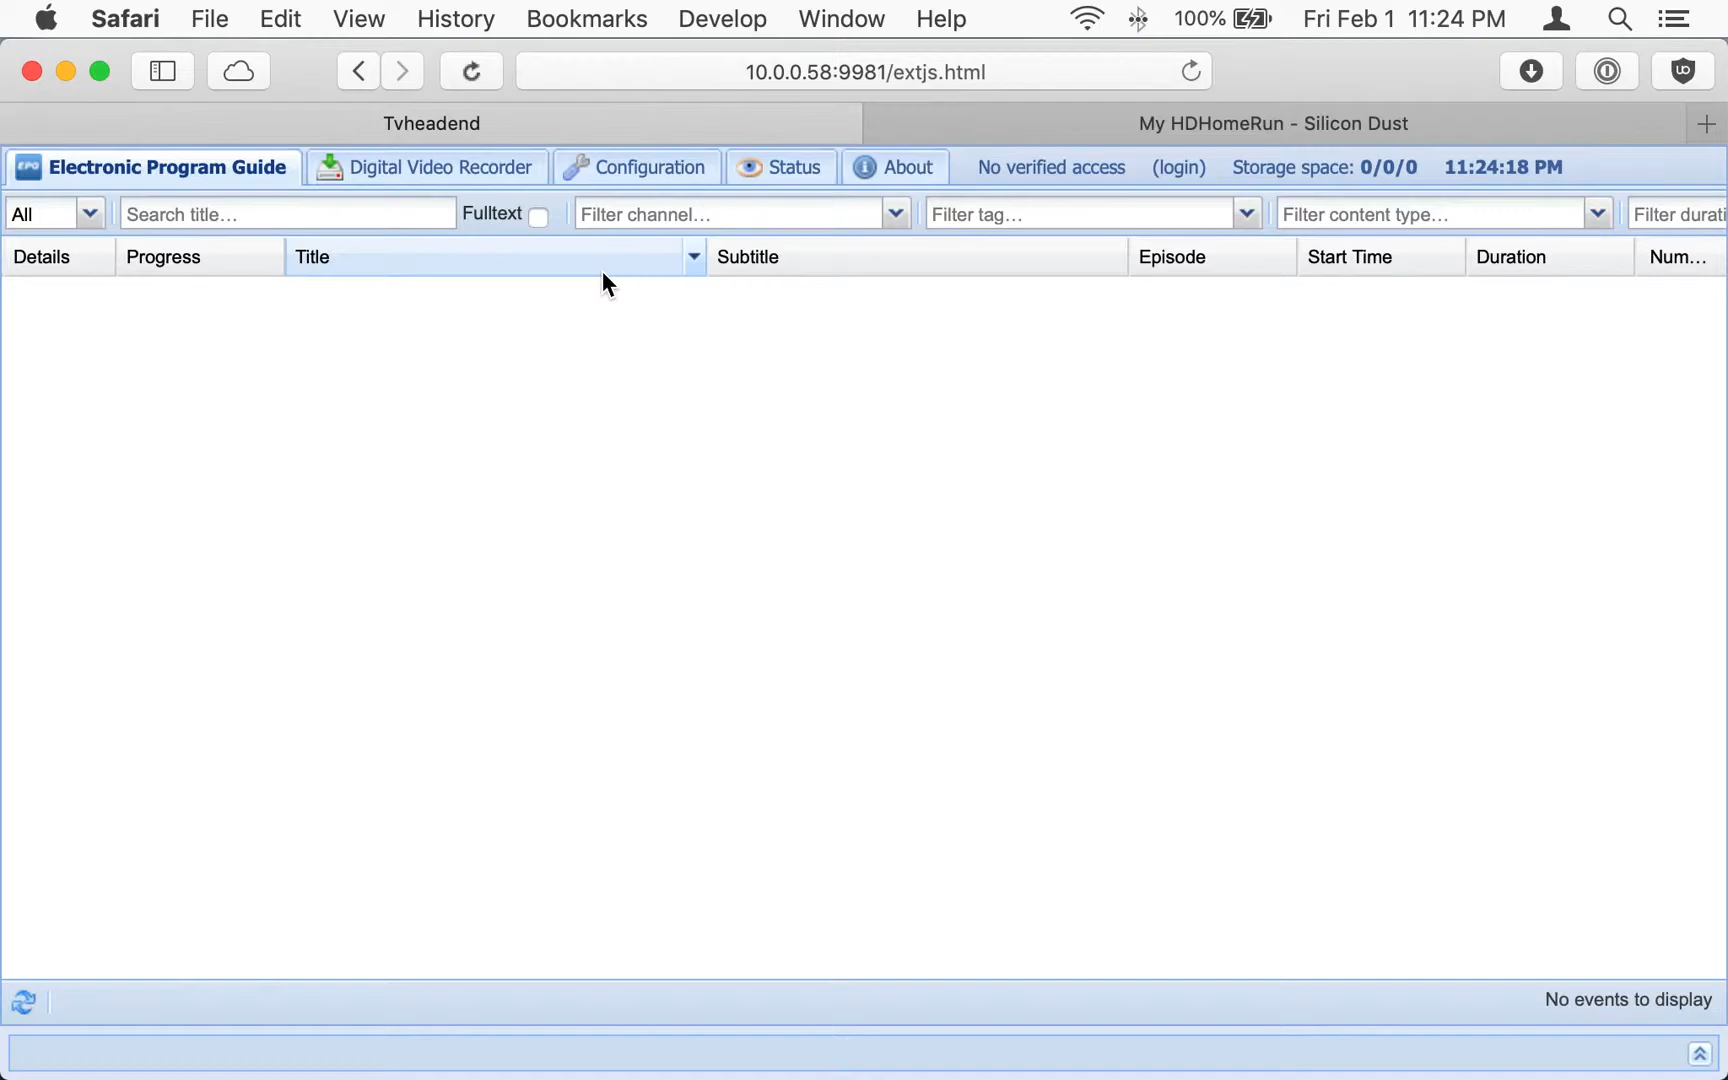 Safari File Edit View History Bookmarks Develop Window Help 100% Fri Feb 1 11:24 PM
10.0.0.58:9981/extjs.html
Tvheadend My HDHomeRun - Silicon Dust
EPG Electronic Program Guide Digital Video Recorder Configuration Status About No verified access (login) Storage space: 0/0/0 11:24:18 PM
All Search title... Fulltext Filter channel... Filter tag... Filter content type... Filter durati
Details Progress Title Subtitle Episode Start Time Duration Num...
No events to display